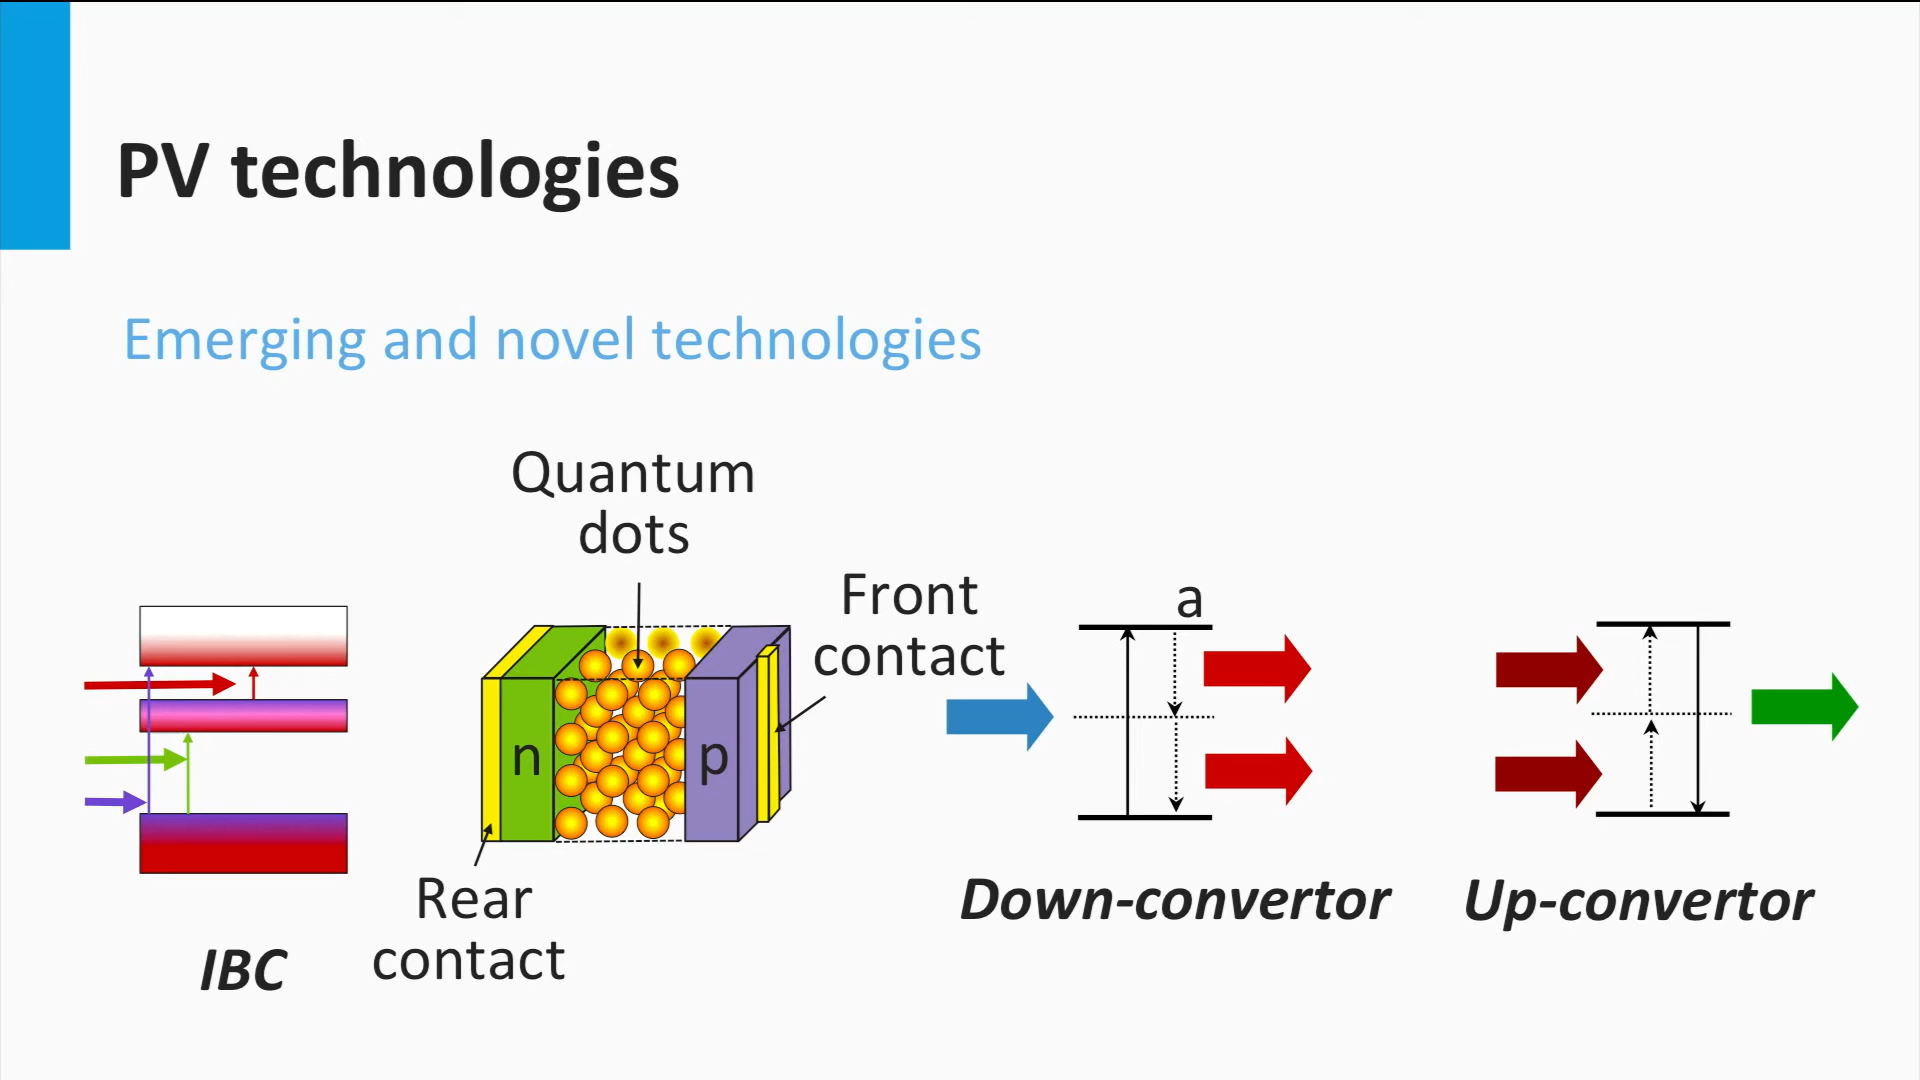 PV technologies
Emerging and novel technologies
Quantum
dots
Front
contact
a
n
p
Rear
contact
IBC
Down-convertor
Up-convertor